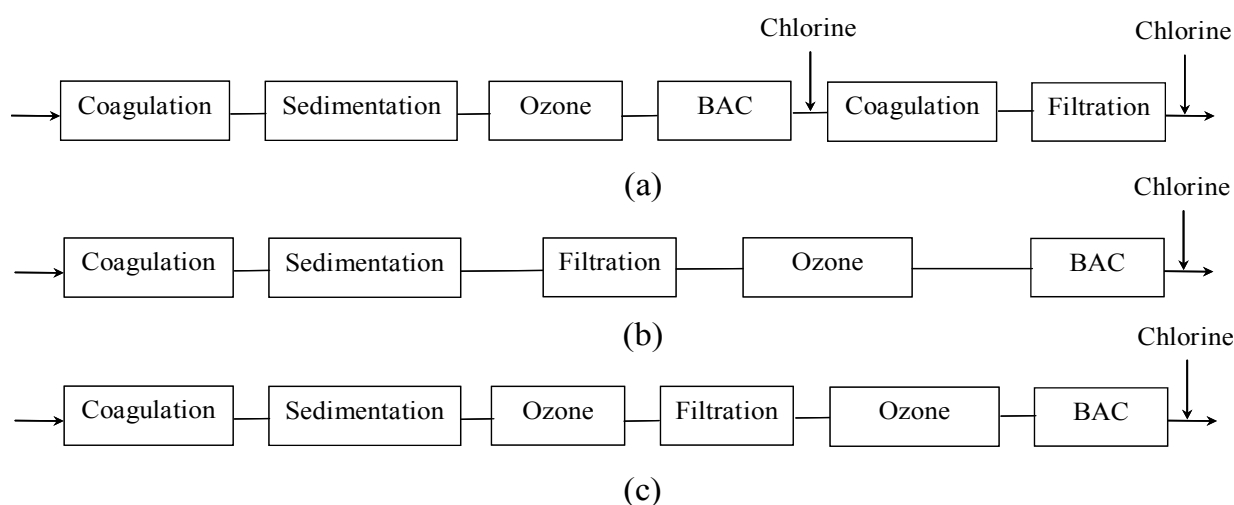 Chlorine Chlorine
Coagulation Sedimentation Ozone BAC Coagulation Filtration
(a)
Chlorine
Coagulation Sedimentation Filtration Ozone BAC
(b)
Chlorine
Coagulation Sedimentation Ozone Filtration Ozone BAC
(c)